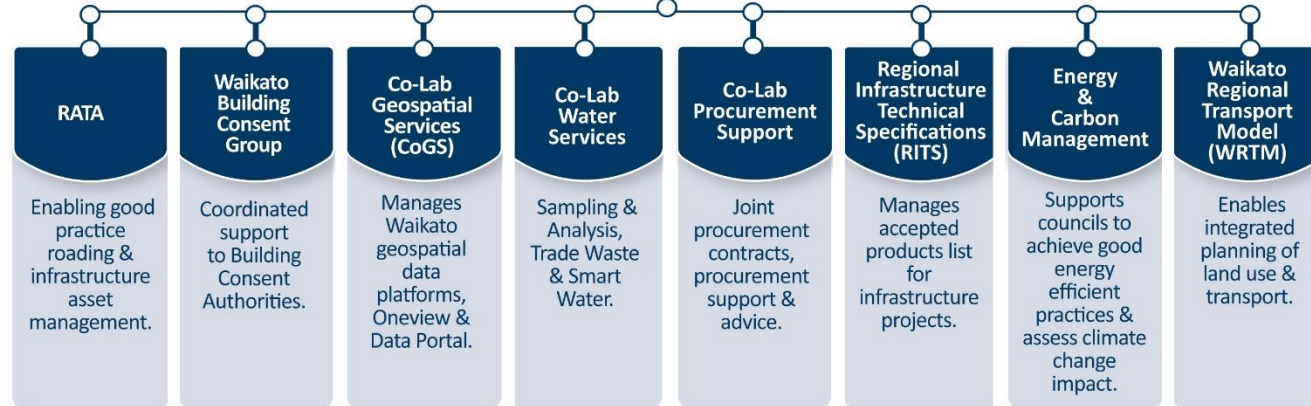 RATA
Enabling good
practice
roading &
infrastructure
asset
management.
Waikato
Building
Consent
Group
Coordinated
support
to Building
Consent
Authorities.
Co-Lab
Geospatial
Services
(CoGS)
Manages
Waikato
geospatial
data
platforms,
Oneview &
Data Portal.
Co-Lab
Water
Services
Sampling &
Analysis,
Trade Waste
& Smart
Water.
Co-Lab
Procurement
Support
Joint
procurement
contracts,
procurement
support &
advice.
Regional
Infrastructure
Technical
Specifications
(RITS)
Manages
accepted
products list
for
infrastructure
projects.
Energy
&
Carbon
Management
Supports
councils to
achieve good
energy
efficient
practices &
assess climate
change
impact.
Waikato
Regional
Transport
Model
(WRTM)
Enables
integrated
planning of
land use &
transport.